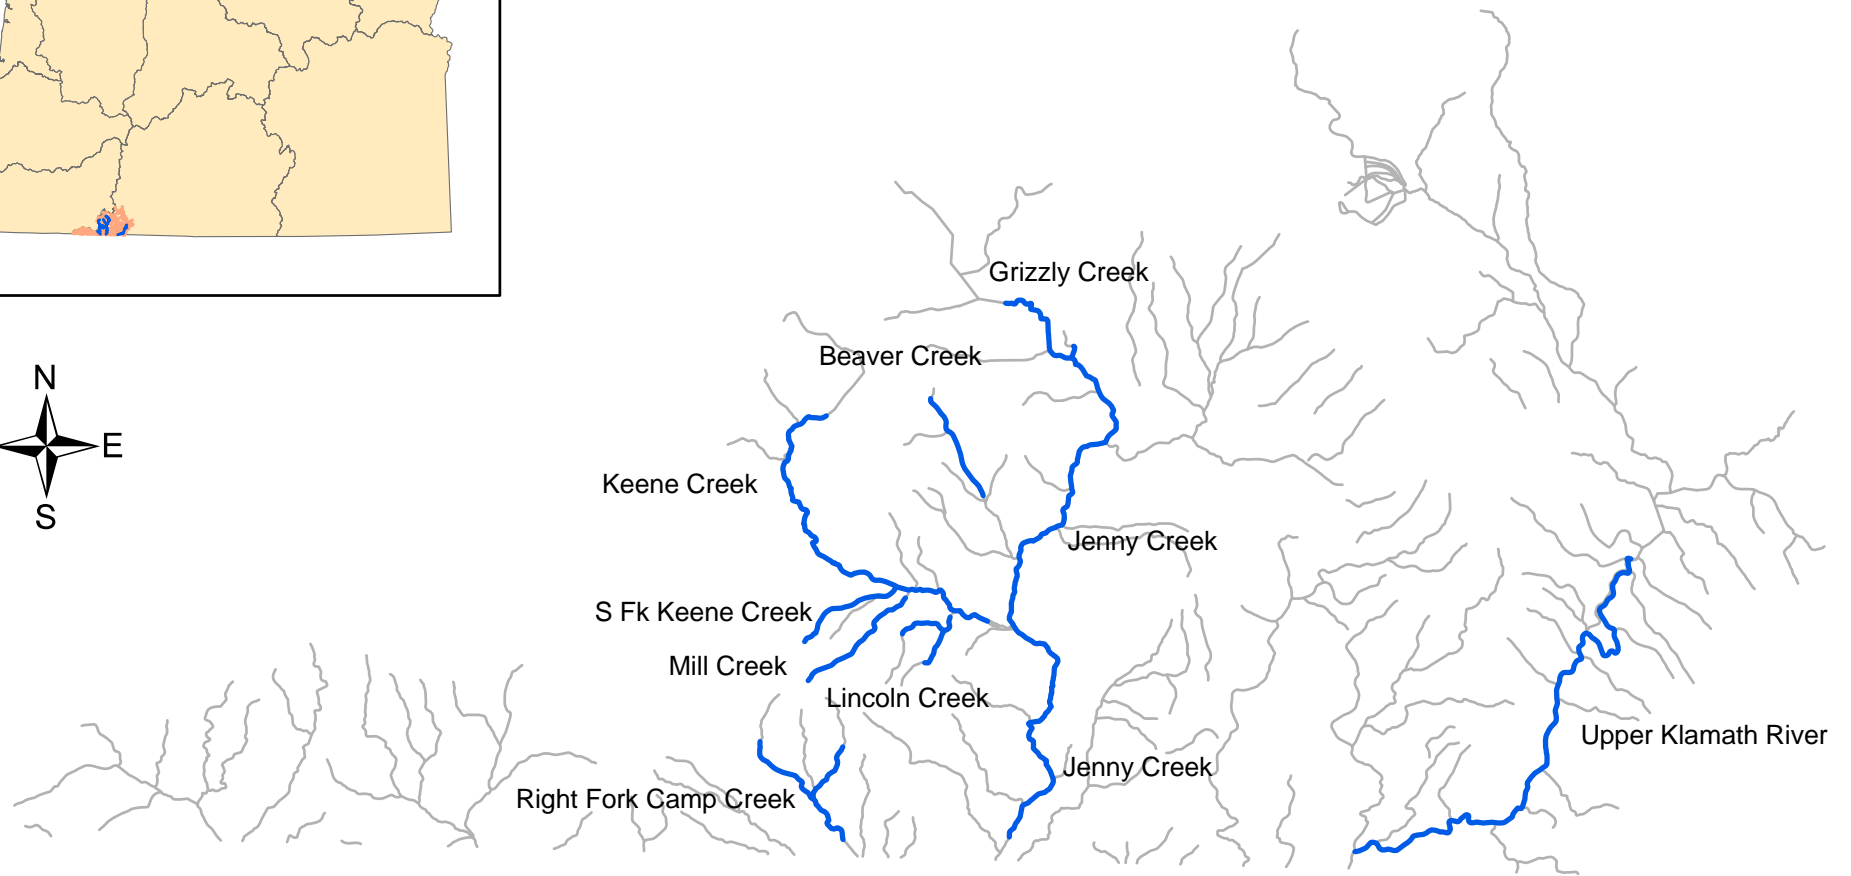 Grizzly Creek
Beaver Creek
N
E
S
Keene Creek
Jenny Creek
S Fk Keene Creek
Mill Creek
Lincoln Creek
Upper Klamath River
Jenny Creek
Right Fork Camp Creek